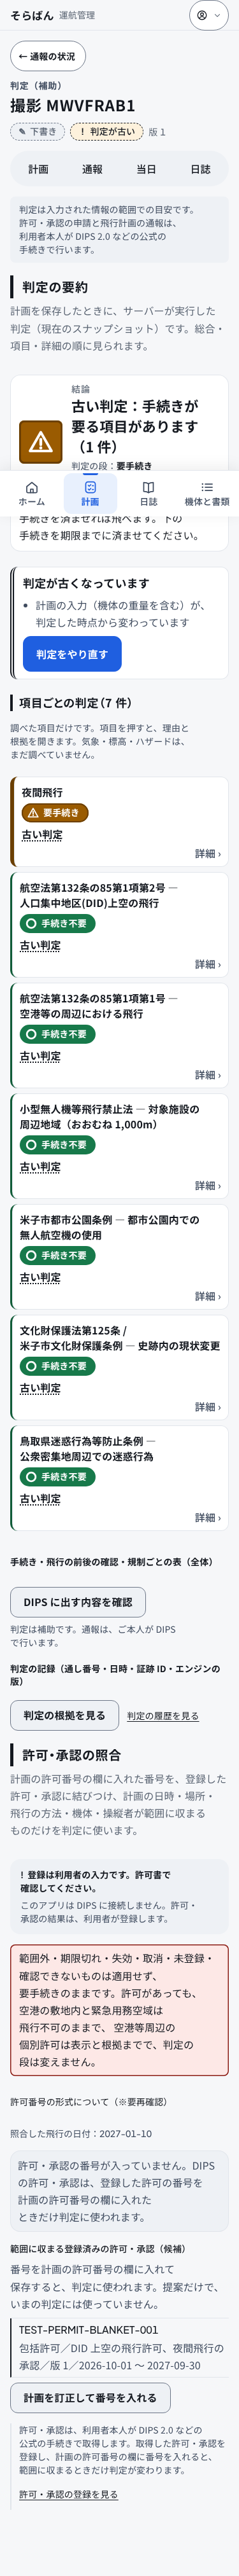 そらばん 運航管理
← 通報の状況
判定（補助）
撮影 MWVFRAB1
✎ 下書き ! 判定が古い 版 1
計画 通報 当日 日誌
判定は入力された情報の範囲での目安です。
許可・承認の申請と飛行計画の通報は、
利用者本人が DIPS 2.0 などの公式の
手続きで行います。
判定の要約
計画を保存したときに、サーバーが実行した
判定（現在のスナップショット）です。総合・
項目・詳細の順に見られます。
結論
古い判定：手続きが
要る項目があります
（1 件）
判定の段：要手続き
ホーム 計画 日誌 機体と書類
手続きを済ませれば飛べます。下の
手続きを期限までに済ませてください。
判定が古くなっています
• 計画の入力（機体の重量を含む）が、
判定した時点から変わっています
判定をやり直す
項目ごとの判定（7 件）
調べた項目だけです。項目を押すと、理由と
根拠を開きます。気象・標高・ハザードは、
まだ調べていません。
夜間飛行
要手続き
古い判定
詳細 ›
航空法第132条の85第1項第2号 —
人口集中地区(DID)上空の飛行
手続き不要
古い判定
詳細 ›
航空法第132条の85第1項第1号 —
空港等の周辺における飛行
手続き不要
古い判定
詳細 ›
小型無人機等飛行禁止法 — 対象施設の
周辺地域（おおむね 1,000m）
手続き不要
古い判定
詳細 ›
米子市都市公園条例 — 都市公園内での
無人航空機の使用
手続き不要
古い判定
詳細 ›
文化財保護法第125条 /
米子市文化財保護条例 — 史跡内の現状変更
手続き不要
古い判定
詳細 ›
鳥取県迷惑行為等防止条例 —
公衆密集地周辺での迷惑行為
手続き不要
古い判定
詳細 ›
手続き・飛行の前後の確認・規制ごとの表（全体）
DIPS に出す内容を確認
判定は補助です。通報は、ご本人が DIPS
で行います。
判定の記録（通し番号・日時・証跡 ID・エンジンの
版）
判定の根拠を見る 判定の履歴を見る
許可・承認の照合
計画の許可番号の欄に入れた番号を、登録した
許可・承認に結びつけ、計画の日時・場所・
飛行の方法・機体・操縦者が範囲に収まる
ものだけを判定に使います。
! 登録は利用者の入力です。許可書で
確認してください。
このアプリは DIPS に接続しません。許可・
承認の結果は、利用者が登録します。
範囲外・期限切れ・失効・取消・未登録・
確認できないものは適用せず、
要手続きのままです。許可があっても、
空港の敷地内と緊急用務空域は
飛行不可のままで、 空港等周辺の
個別許可は表示と根拠までで、判定の
段は変えません。
許可番号の形式について（※要再確認）
照合した飛行の日付：2027-01-10
許可・承認の番号が入っていません。DIPS
の許可・承認は、登録した許可の番号を
計画の許可番号の欄に入れた
ときだけ判定に使われます。
範囲に収まる登録済みの許可・承認（候補）
番号を計画の許可番号の欄に入れて
保存すると、判定に使います。提案だけで、
いまの判定には使っていません。
TEST-PERMIT-BLANKET-001
包括許可／DID 上空の飛行許可、夜間飛行の
承認／版 1／2026-10-01 〜 2027-09-30
計画を訂正して番号を入れる
許可・承認は、利用者本人が DIPS 2.0 などの
公式の手続きで取得します。取得した許可・承認を
登録し、計画の許可番号の欄に番号を入れると、
範囲に収まるときだけ判定が変わります。
許可・承認の登録を見る